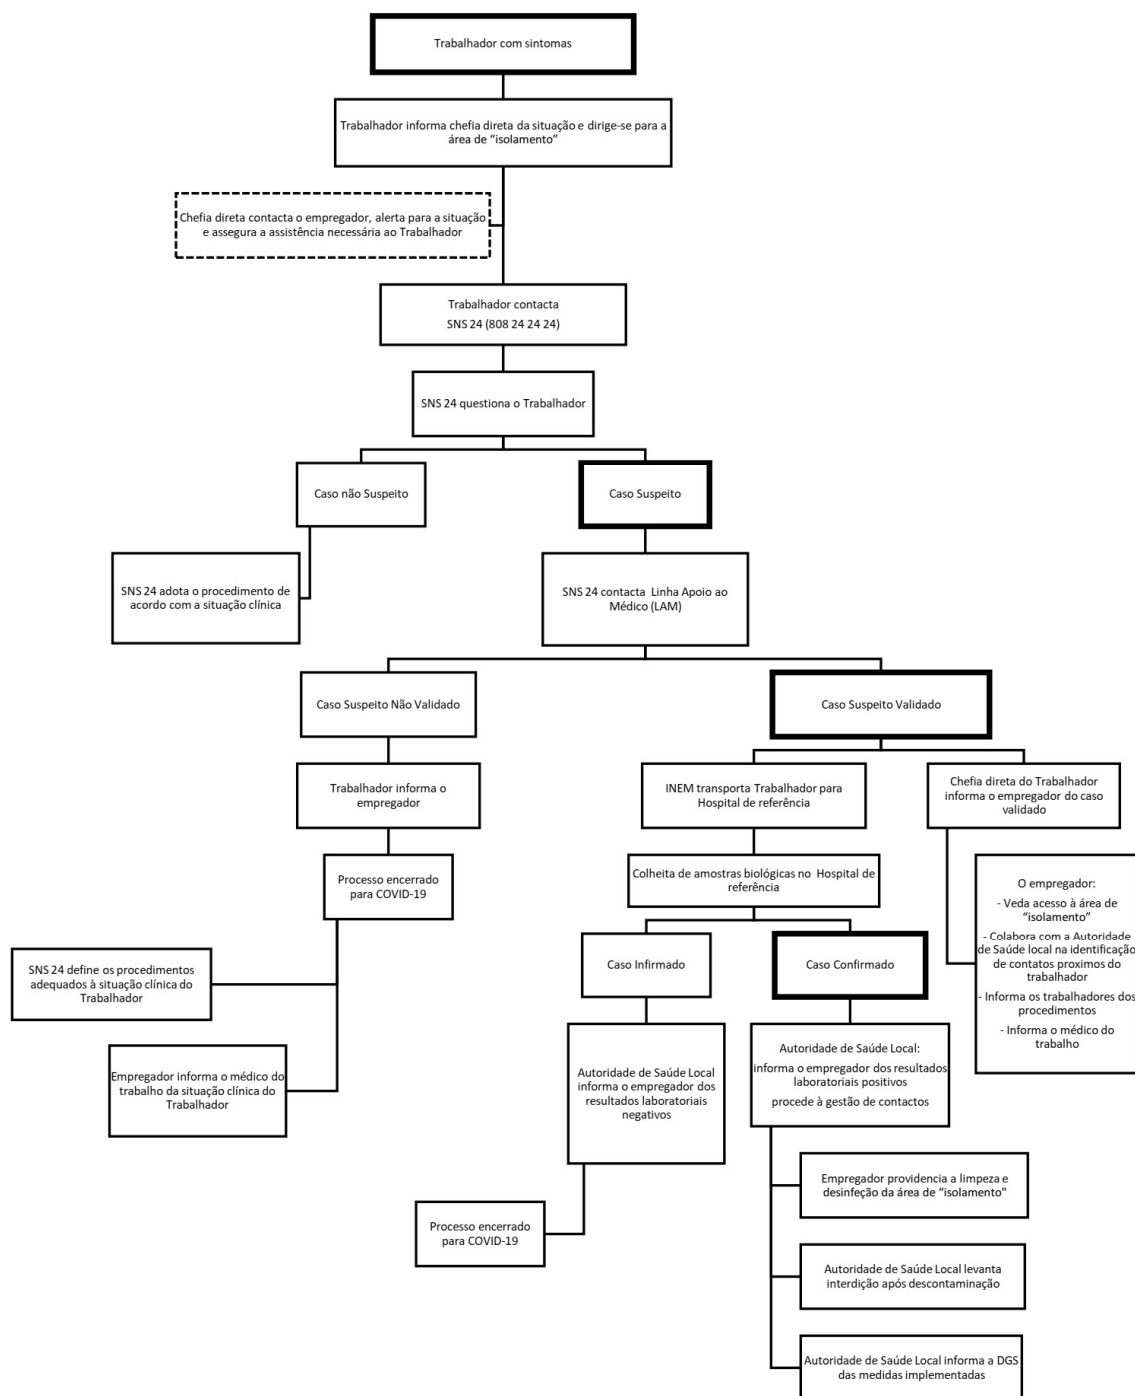 Trabalhador com sintomas
Trabalhador informa chefia direta da situação e dirige-se para a
área de “isolamento”
Chefia direta contacta o empregador, alerta para a situação
e assegura a assistência necessária ao Trabalhador
Trabalhador contacta
SNS 24 (808 24 24 24)
SNS 24 questiona o Trabalhador
Caso não Suspeito
Caso Suspeito
SNS 24 adota o procedimento de
acordo com a situação clínica
SNS 24 contacta Linha Apoio ao
Médico (LAM)
Caso Suspeito Não Validado
Caso Suspeito Validado
Trabalhador informa o
empregador
INEM transporta Trabalhador para
Hospital de referência
Chefia direta do Trabalhador
informa o empregador do caso
validado
Processo encerrado
para COVID-19
Colheita de amostras biológicas no Hospital de
referência
O empregador:
- Veda acesso à área de
“isolamento”
- Colabora com a Autoridade
de Saúde local na identificação
de contatos proximos do
trabalhador
- Informa os trabalhadores dos
procedimentos
- Informa o médico do
trabalho
SNS 24 define os procedimentos
adequados à situação clínica do
Trabalhador
Caso Infirmado
Caso Confirmado
Empregador informa o médico do
trabalho da situação clínica do
Trabalhador
Autoridade de Saúde Local
informa o empregador dos
resultados laboratoriais
negativos
Autoridade de Saúde Local:
informa o empregador dos resultados
laboratoriais positivos
procede à gestão de contactos
Processo encerrado
para COVID-19
Empregador providencia a limpeza e
desinfeção da área de “isolamento"
Autoridade de Saúde Local levanta
interdição após descontaminação
Autoridade de Saúde Local informa a DGS
das medidas implementadas